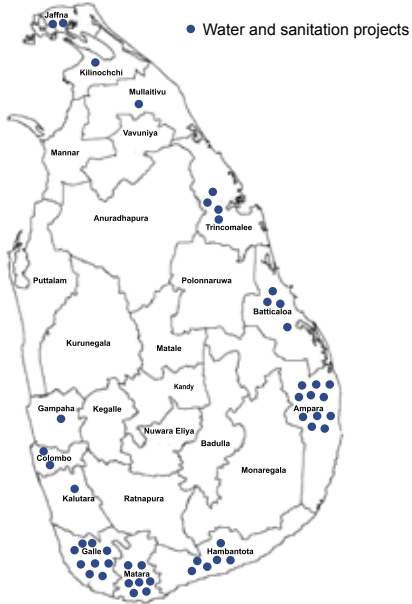 Jaffna
Water and sanitation projects
Kilinochchi
Mullaitivu
Vavuniya
Mannar
Anuradhapura
Trincomalee
Puttalam
Polonnaruwa
Batticaloa
Kurunegala
Matale
Kandy
Gampaha
Kegalle
Ampara
Nuwara Eliya
Badulla
Colombo
Monaregala
Kalutara
Ratnapura
Galle
Hambantota
Matara